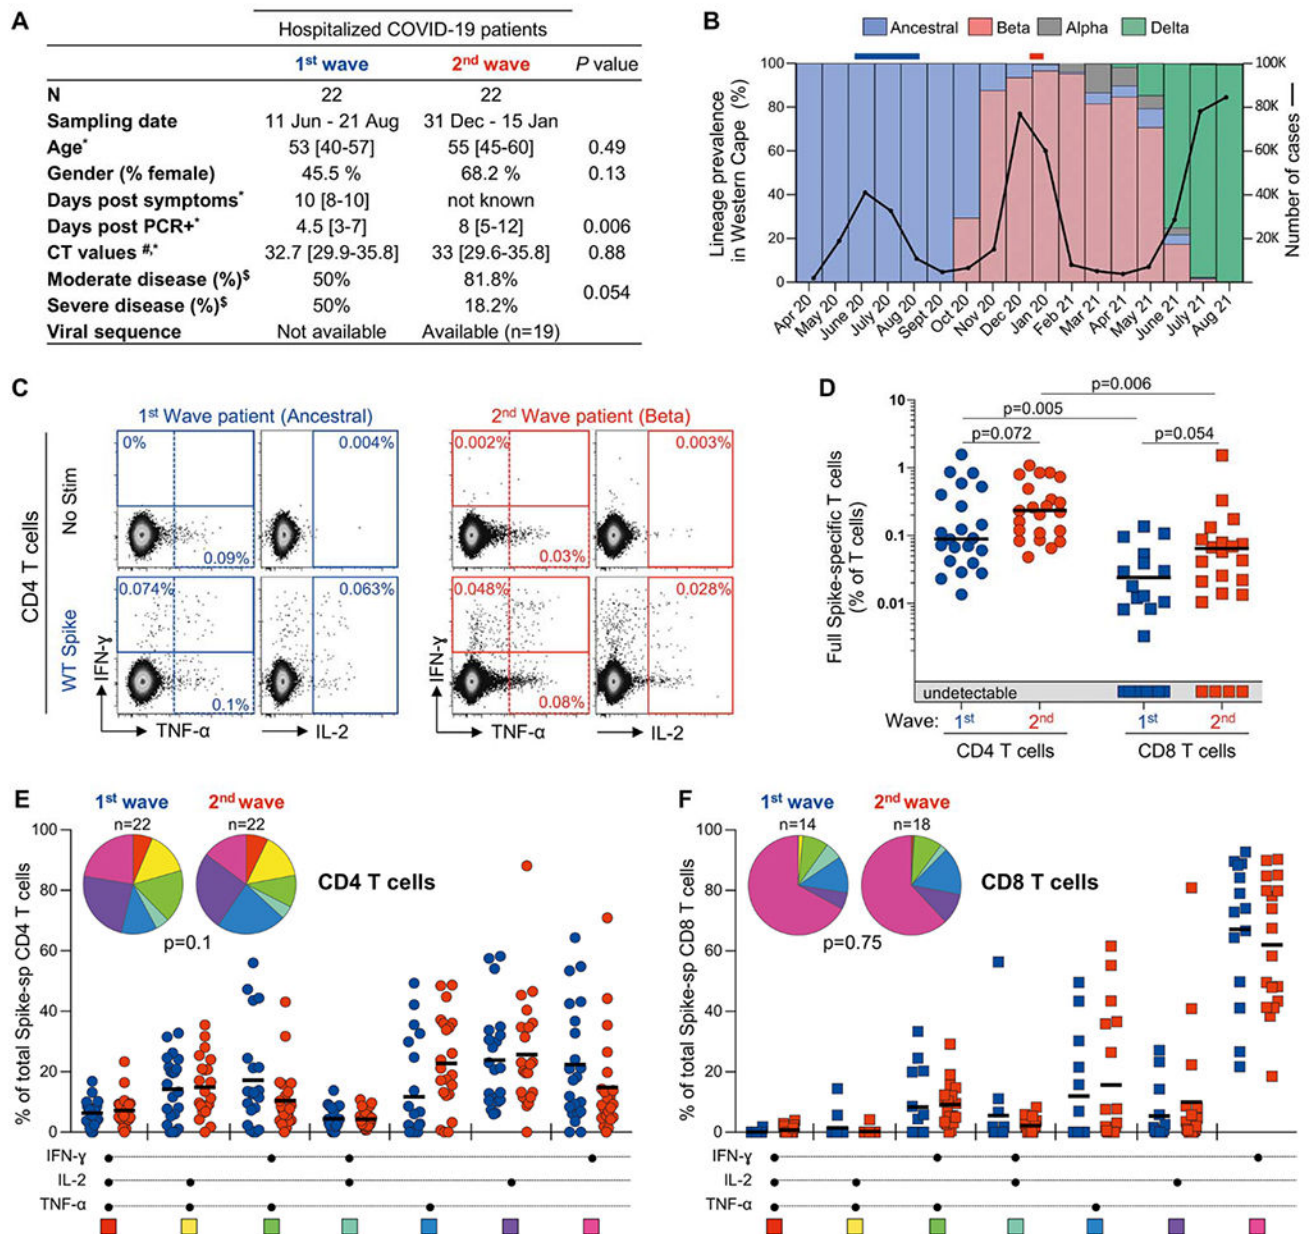 A
Hospitalized COVID-19 patients
1st wave 2nd wave P value
N 22 22
Sampling date 11 Jun - 21 Aug 31 Dec - 15 Jan
Age* 53 [40-57] 55 [45-60] 0.49
Gender (% female) 45.5 % 68.2 % 0.13
Days post symptoms* 10 [8-10] not known
Days post PCR+* 4.5 [3-7] 8 [5-12] 0.006
CT values #,* 32.7 [29.9-35.8] 33 [29.6-35.8] 0.88
Moderate disease (%)$ 50% 81.8%
0.054
Severe disease (%)$ 50% 18.2%
Viral sequence Not available Available (n=19)
B
Ancestral Beta Alpha Delta
Lineage prevalence
in Western Cape (%)
100
80
60
40
20
0
100K
80K
60K
40K
20K
Number of cases
Apr 20 May 20 June 20 July 20 Aug 20 Sept 20 Oct 20 Nov 20 Dec 20 Jan 20 Feb 21 Mar 21 Apr 21 May 21 June 21 July 21 Aug 21
C
1st Wave patient (Ancestral) 2nd Wave patient (Beta)
CD4 T cells
No Stim
WT Spike
0% 0.004% 0.002% 0.003%
0.09% 0.03%
0.074% 0.063% 0.048% 0.028%
0.1% 0.08%
IFN-γ IFN-γ
TNF-α IL-2 TNF-α IL-2
D
p=0.006
p=0.005
p=0.072 p=0.054
Full Spike-specific T cells
(% of T cells)
10
1
0.1
0.01
undetectable
Wave: 1st 2nd 1st 2nd
CD4 T cells CD8 T cells
E
1st wave 2nd wave
n=22 n=22
CD4 T cells
p=0.1
% of total Spike-sp CD4 T cells
100
80
60
40
20
0
IFN-γ
IL-2
TNF-α
F
1st wave 2nd wave
n=14 n=18
CD8 T cells
p=0.75
% of total Spike-sp CD8 T cells
100
80
60
40
20
0
IFN-γ
IL-2
TNF-α